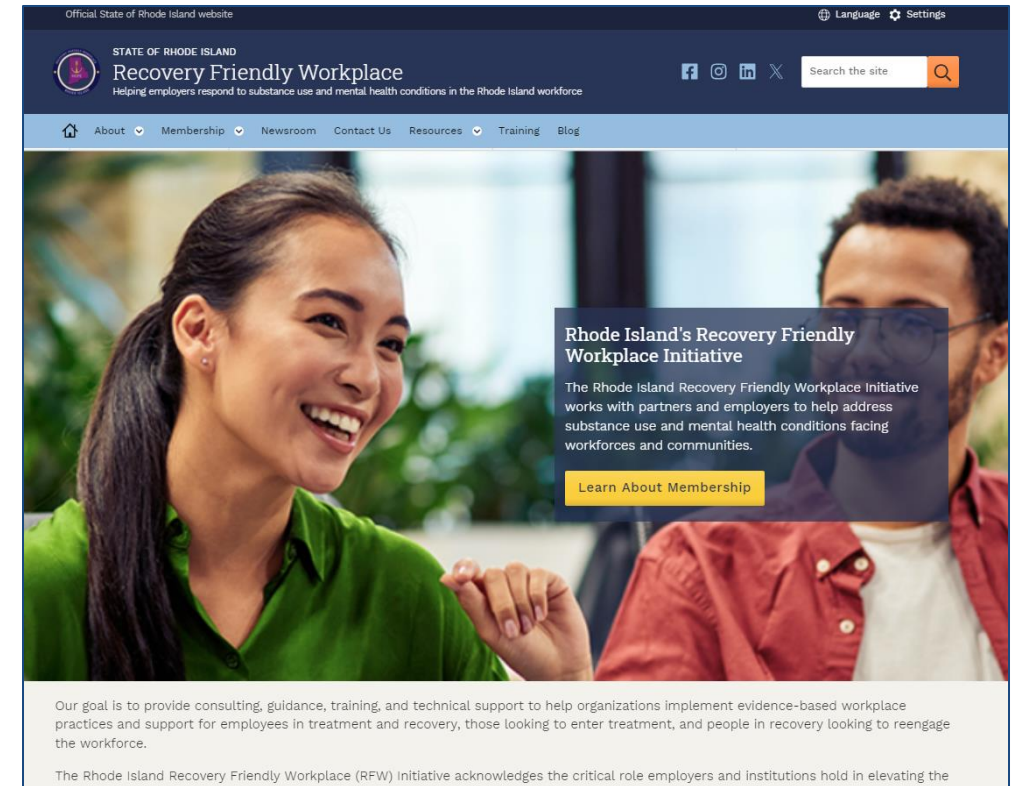 Official State of Rhode Island website
Language Settings
STATE OF RHODE ISLAND
Recovery Friendly Workplace
Helping employers respond to substance use and mental health conditions in the Rhode Island workforce
Search the site
About Membership Newsroom Contact Us Resources Training Blog
Rhode Island's Recovery Friendly
Workplace Initiative
The Rhode Island Recovery Friendly Workplace Initiative
works with partners and employers to help address
substance use and mental health conditions facing
workforces and communities.
Learn About Membership
Our goal is to provide consulting, guidance, training, and technical support to help organizations implement evidence-based workplace
practices and support for employees in treatment and recovery, those looking to enter treatment, and people in recovery looking to reengage
the workforce.
The Rhode Island Recovery Friendly Workplace (RFW) Initiative acknowledges the critical role employers and institutions hold in elevating the